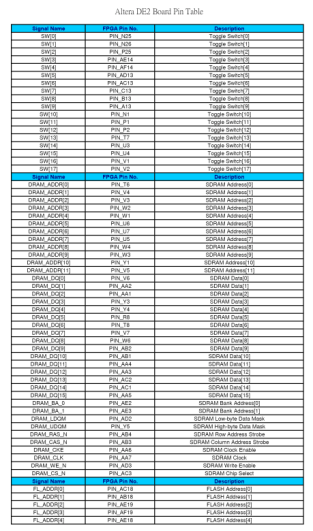 Altera DE2 Board Pin Table
Signal Name FPGA Pin No. Description
SW[0] PIN_N25 Toggle Switch[0]
SW[1] PIN_N26 Toggle Switch[1]
SW[2] PIN_P25 Toggle Switch[2]
SW[3] PIN_AE14 Toggle Switch[3]
SW[4] PIN_AF14 Toggle Switch[4]
SW[5] PIN_AD13 Toggle Switch[5]
SW[6] PIN_AC13 Toggle Switch[6]
SW[7] PIN_C13 Toggle Switch[7]
SW[8] PIN_B13 Toggle Switch[8]
SW[9] PIN_A13 Toggle Switch[9]
SW[10] PIN_N1 Toggle Switch[10]
SW[11] PIN_P1 Toggle Switch[11]
SW[12] PIN_P2 Toggle Switch[12]
SW[13] PIN_T7 Toggle Switch[13]
SW[14] PIN_U3 Toggle Switch[14]
SW[15] PIN_U4 Toggle Switch[15]
SW[16] PIN_V1 Toggle Switch[16]
SW[17] PIN_V2 Toggle Switch[17]
Signal Name FPGA Pin No. Description
DRAM_ADDR[0] PIN_T6 SDRAM Address[0]
DRAM_ADDR[1] PIN_V4 SDRAM Address[1]
DRAM_ADDR[2] PIN_V3 SDRAM Address[2]
DRAM_ADDR[3] PIN_W2 SDRAM Address[3]
DRAM_ADDR[4] PIN_W1 SDRAM Address[4]
DRAM_ADDR[5] PIN_U6 SDRAM Address[5]
DRAM_ADDR[6] PIN_U7 SDRAM Address[6]
DRAM_ADDR[7] PIN_U5 SDRAM Address[7]
DRAM_ADDR[8] PIN_W4 SDRAM Address[8]
DRAM_ADDR[9] PIN_W3 SDRAM Address[9]
DRAM_ADDR[10] PIN_Y1 SDRAM Address[10]
DRAM_ADDR[11] PIN_V5 SDRAM Address[11]
DRAM_DQ[0] PIN_V6 SDRAM Data[0]
DRAM_DQ[1] PIN_AA2 SDRAM Data[1]
DRAM_DQ[2] PIN_AA1 SDRAM Data[2]
DRAM_DQ[3] PIN_Y3 SDRAM Data[3]
DRAM_DQ[4] PIN_Y4 SDRAM Data[4]
DRAM_DQ[5] PIN_R8 SDRAM Data[5]
DRAM_DQ[6] PIN_T8 SDRAM Data[6]
DRAM_DQ[7] PIN_V7 SDRAM Data[7]
DRAM_DQ[8] PIN_W6 SDRAM Data[8]
DRAM_DQ[9] PIN_AB2 SDRAM Data[9]
DRAM_DQ[10] PIN_AB1 SDRAM Data[10]
DRAM_DQ[11] PIN_AA4 SDRAM Data[11]
DRAM_DQ[12] PIN_AA3 SDRAM Data[12]
DRAM_DQ[13] PIN_AC2 SDRAM Data[13]
DRAM_DQ[14] PIN_AC1 SDRAM Data[14]
DRAM_DQ[15] PIN_AA5 SDRAM Data[15]
DRAM_BA_0 PIN_AE2 SDRAM Bank Address[0]
DRAM_BA_1 PIN_AE3 SDRAM Bank Address[1]
DRAM_LDQM PIN_AD2 SDRAM Low-byte Data Mask
DRAM_UDQM PIN_Y5 SDRAM High-byte Data Mask
DRAM_RAS_N PIN_AB4 SDRAM Row Address Strobe
DRAM_CAS_N PIN_AB3 SDRAM Column Address Strobe
DRAM_CKE PIN_AA6 SDRAM Clock Enable
DRAM_CLK PIN_AA7 SDRAM Clock
DRAM_WE_N PIN_AD3 SDRAM Write Enable
DRAM_CS_N PIN_AC3 SDRAM Chip Select
Signal Name FPGA Pin No. Description
FL_ADDR[0] PIN_AC18 FLASH Address[0]
FL_ADDR[1] PIN_AB18 FLASH Address[1]
FL_ADDR[2] PIN_AE19 FLASH Address[2]
FL_ADDR[3] PIN_AF19 FLASH Address[3]
FL_ADDR[4] PIN_AE18 FLASH Address[4]